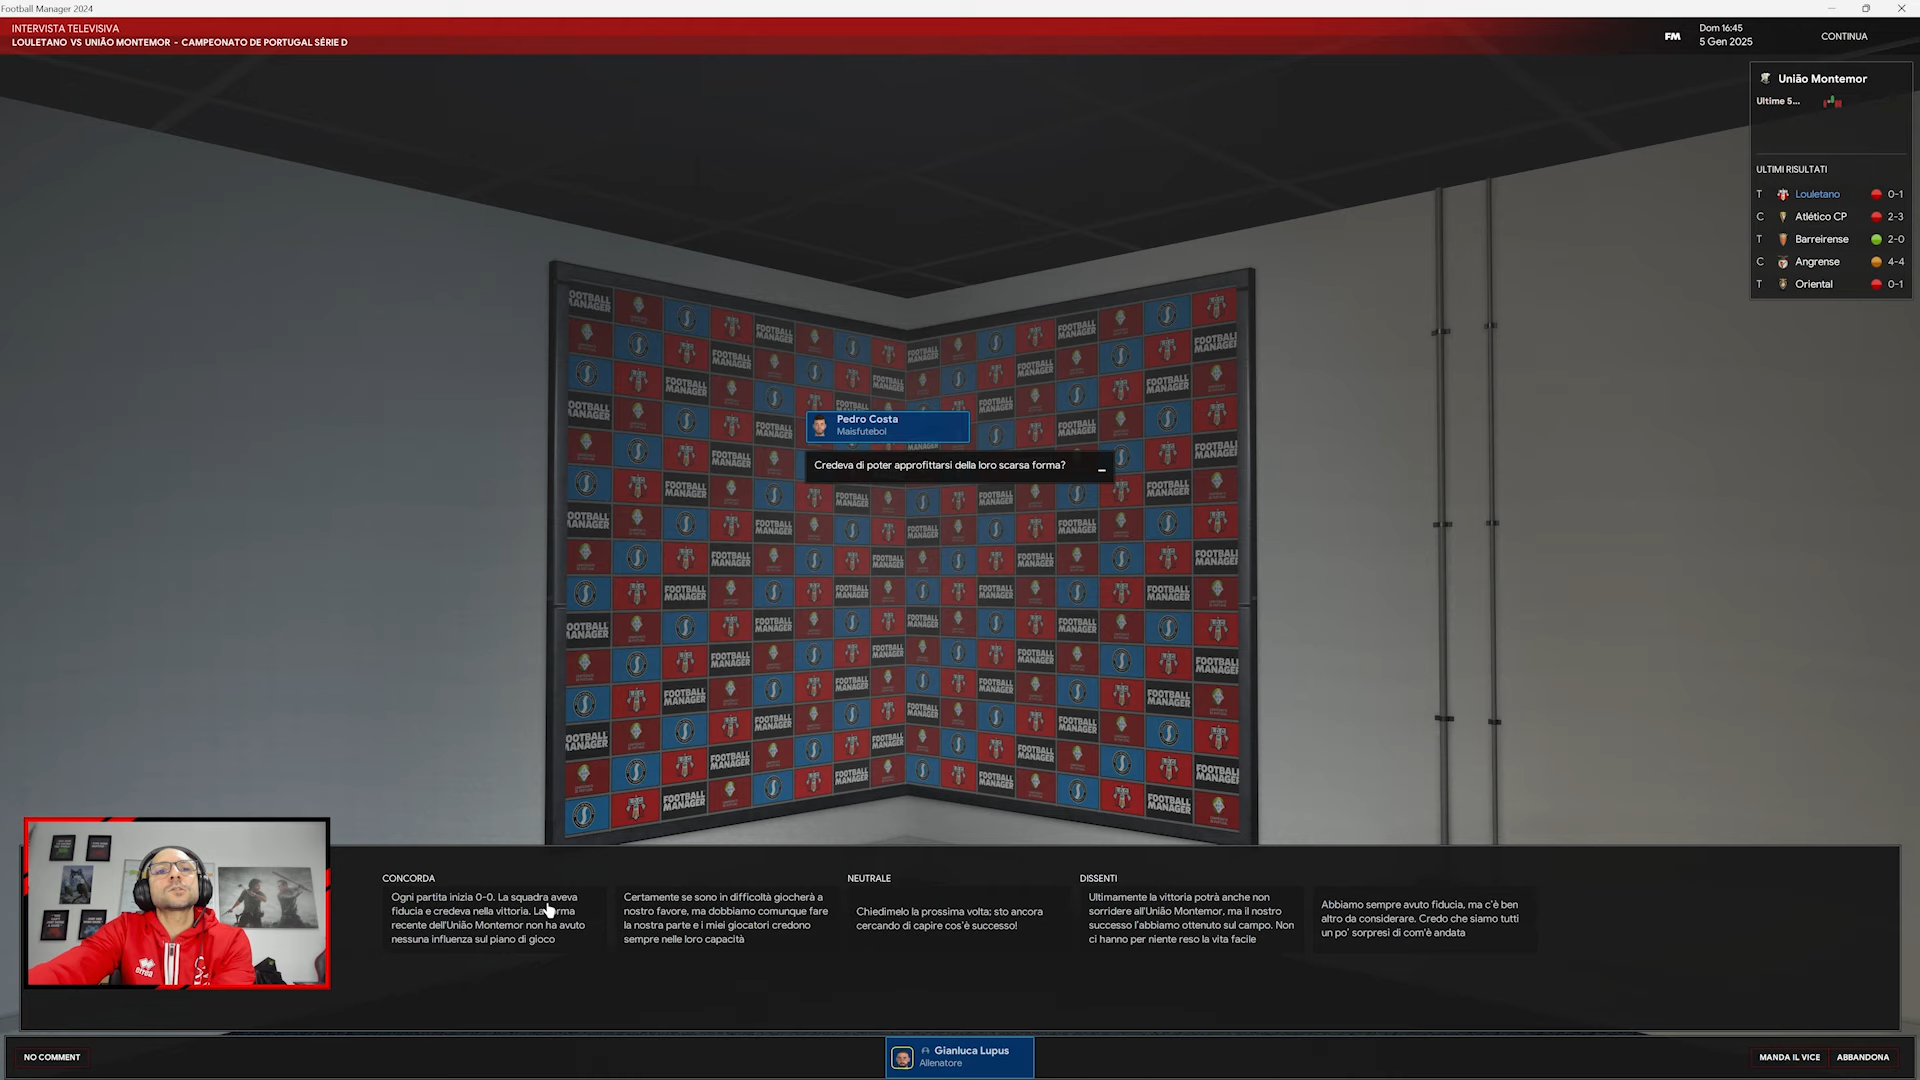 Football Manager 2024
INTERVISTA TELEVISIVA
LOULETANO VS UNIÃO MONTEMOR - CAMPEONATO DE PORTUGAL SÉRIE D
FM
Dom 16:45
5 Gen 2025
CONTINUA
União Montemor
Ultime 5...
ULTIMI RISULTATI
T Louletano 0-1
C Atlético CP 2-3
T Barreirense 2-0
C Angrense 4-4
T Oriental 0-1
FOOTBALL MANAGER
Pedro Costa
Maisfutebol
Credeva di poter approfittarsi della loro scarsa forma?
CONCORDA
Ogni partita inizia 0-0. La squadra aveva
fiducia e credeva nella vittoria. La forma
recente dell'União Montemor non ha avuto
nessuna influenza sul piano di gioco
Certamente se sono in difficoltà giocherà a
nostro favore, ma dobbiamo comunque fare
la nostra parte e i miei giocatori credono
sempre nelle loro capacità
NEUTRALE
Chiedimelo la prossima volta; sto ancora
cercando di capire cos'è successo!
DISSENTI
Ultimamente la vittoria potrà anche non
sorridere all'União Montemor, ma il nostro
successo l'abbiamo ottenuto sul campo. Non
ci hanno per niente reso la vita facile
Abbiamo sempre avuto fiducia, ma c'è ben
altro da considerare. Credo che siamo tutti
un po' sorpresi di com'è andata
errea
NO COMMENT
Gianluca Lupus
Allenatore
MANDA IL VICE
ABBANDONA